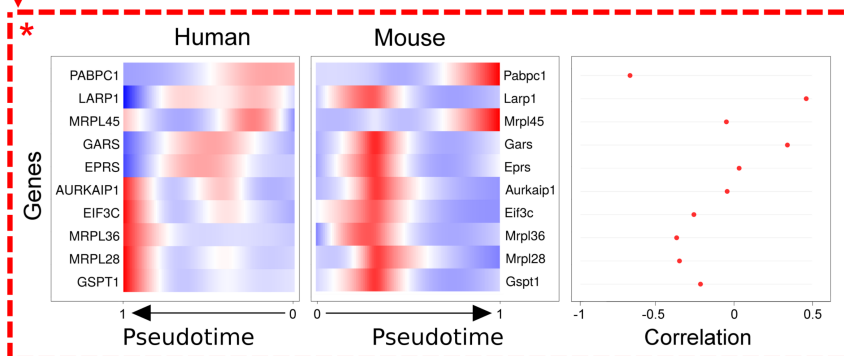 *
Human Mouse
Genes
PABPC1 Pabpc1
LARP1 Larp1
MRPL45 Mrpl45
GARS Gars
EPRS Eprs
AURKAIP1 Aurkaip1
EIF3C Eif3c
MRPL36 Mrpl36
MRPL28 Mrpl28
GSPT1 Gspt1
1 0 0 1 -1 -0.5 0 0.5
Pseudotime Pseudotime Correlation